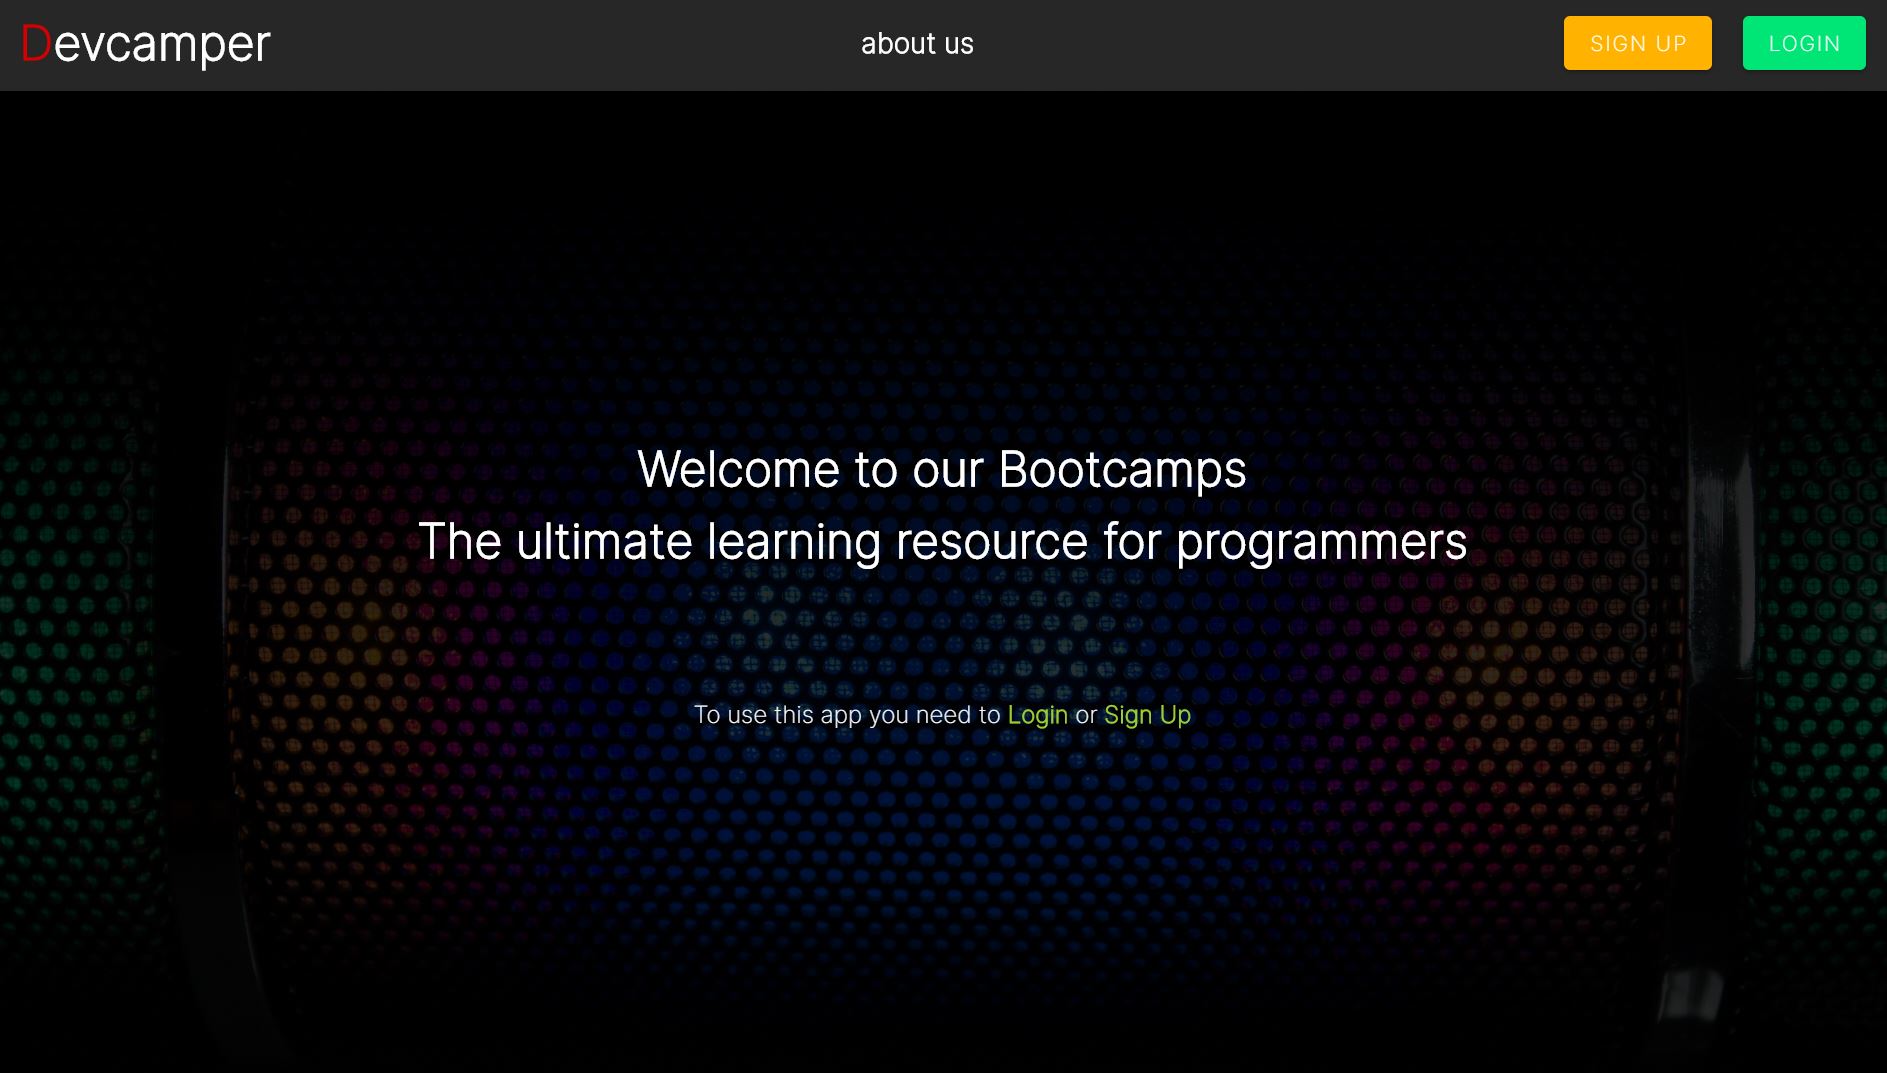 Devcamper
about us
SIGN UP
LOGIN
Welcome to our Bootcamps
The ultimate learning resource for programmers
To use this app you need to Login or Sign Up